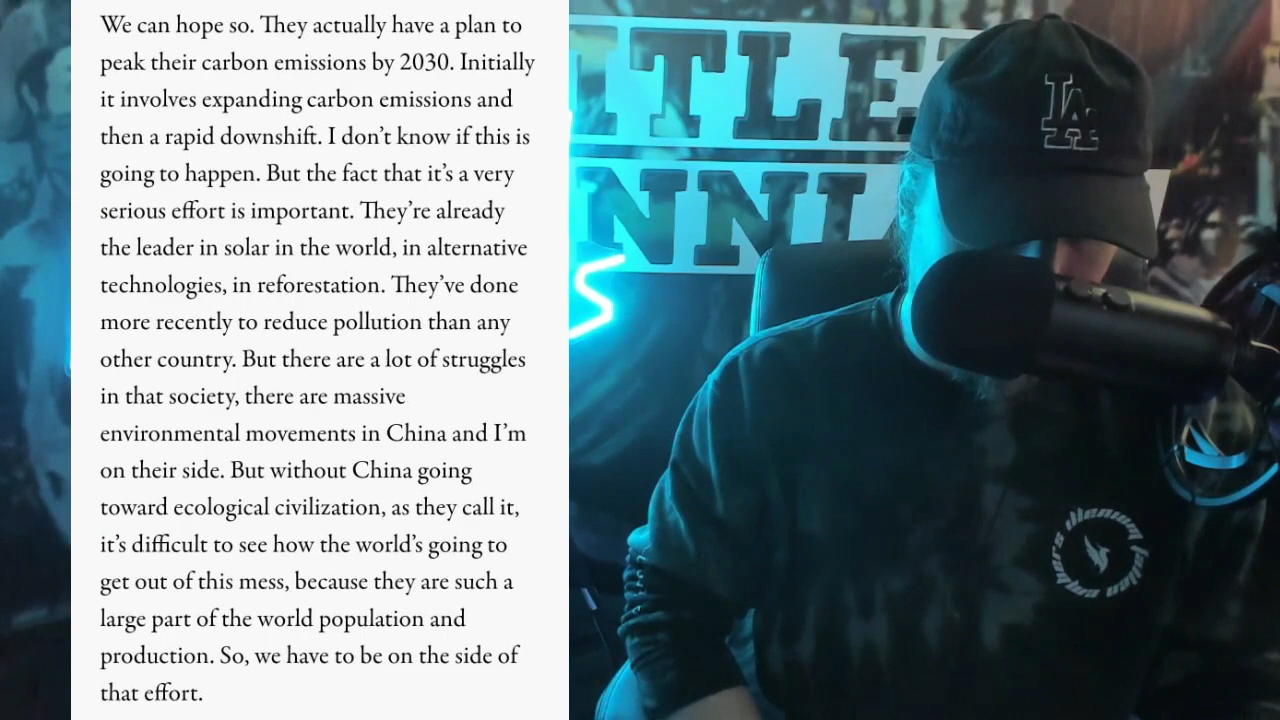 We can hope so. They actually have a plan to
peak their carbon emissions by 2030. Initially
it involves expanding carbon emissions and
then a rapid downshift. I don’t know if this is
going to happen. But the fact that it’s a very
serious effort is important. They’re already
the leader in solar in the world, in alternative
technologies, in reforestation. They’ve done
more recently to reduce pollution than any
other country. But there are a lot of struggles
in that society, there are massive
environmental movements in China and I’m
on their side. But without China going
toward ecological civilization, as they call it,
it’s difficult to see how the world’s going to
get out of this mess, because they are such a
large part of the world population and
production. So, we have to be on the side of
that effort.
LA